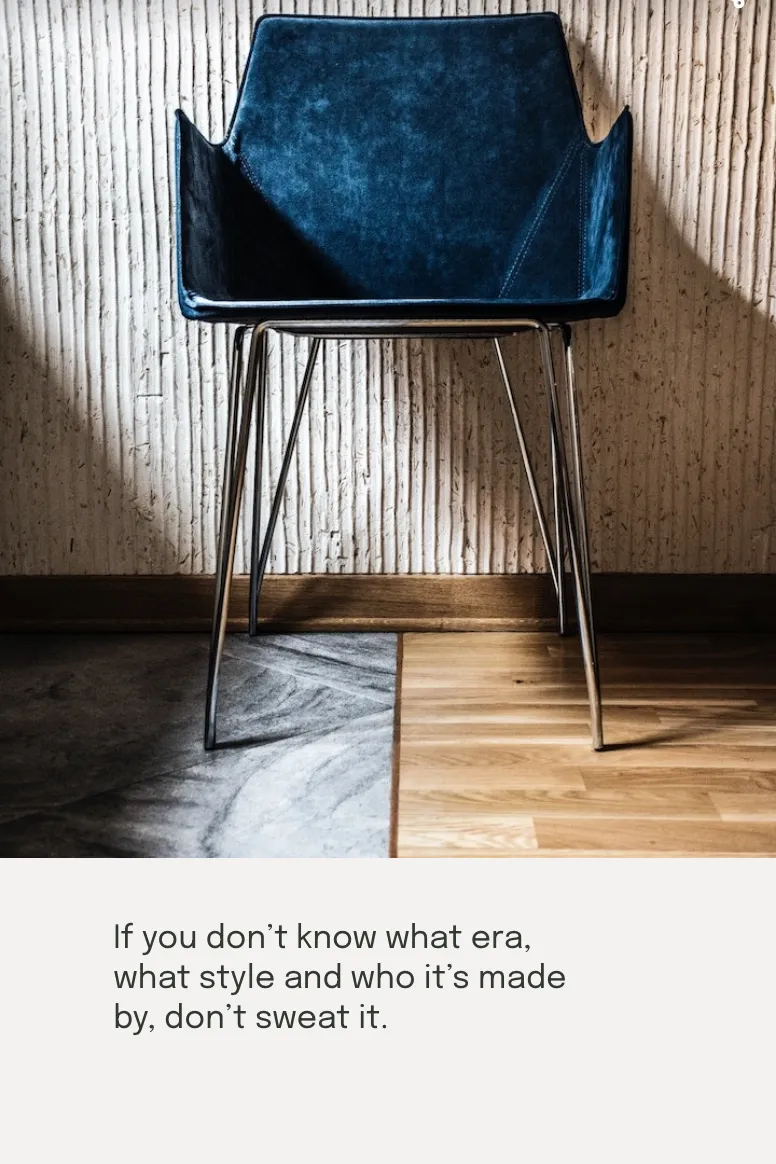 If you don’t know what era,
what style and who it’s made
by, don’t sweat it.